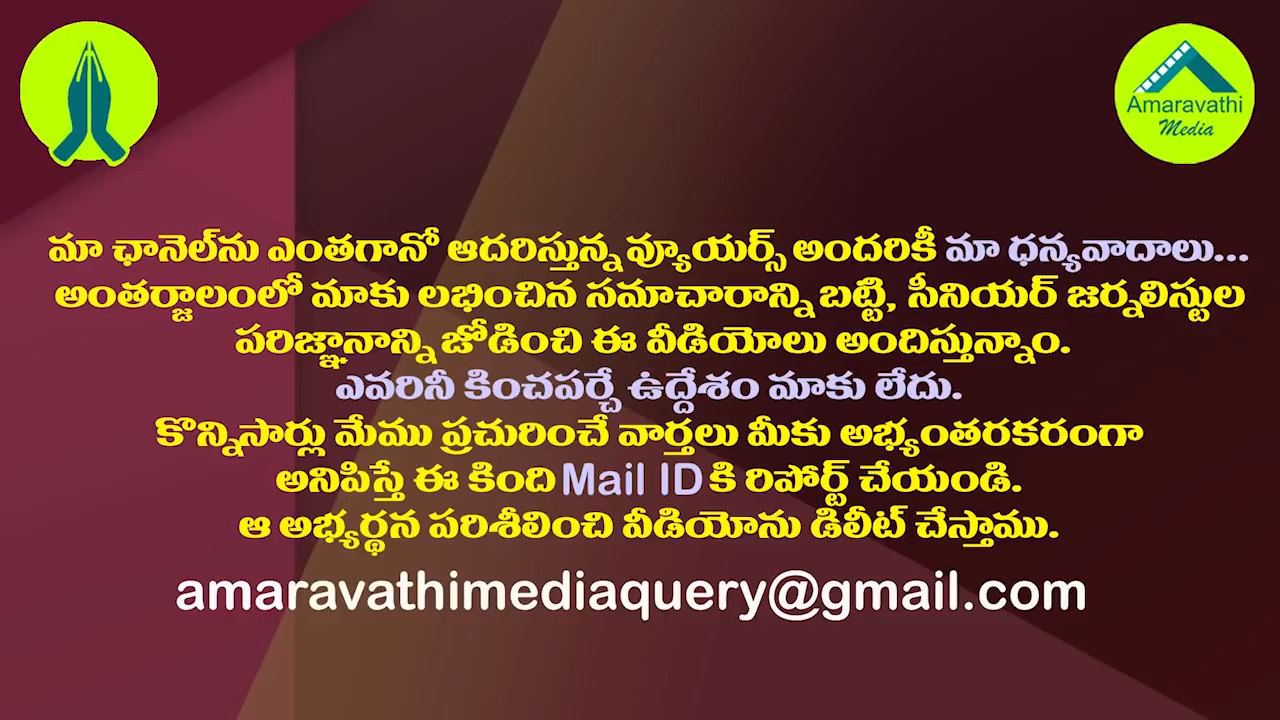 Amaravathi
Media
మా ఛానెల్‌ను ఎంతగానో ఆదరిస్తున్న వ్యూయర్స్ అందరికీ మా ధన్యవాదాలు...
అంతర్జాలంలో మాకు లభించిన సమాచారాన్ని బట్టి, సీనియర్ జర్నలిస్టుల
పరిజ్ఞానాన్ని జోడించి ఈ వీడియోలు అందిస్తున్నాం.
ఎవరినీ కించపర్చే ఉద్దేశం మాకు లేదు.
కొన్నిసార్లు మేము ప్రచురించే వార్తలు మీకు అభ్యంతరకరంగా
అనిపిస్తే ఈ కింది Mail ID కి రిపోర్ట్ చేయండి.
ఆ అభ్యర్థన పరిశీలించి వీడియోను డిలీట్ చేస్తాము.
amaravathimediaquery@gmail.com